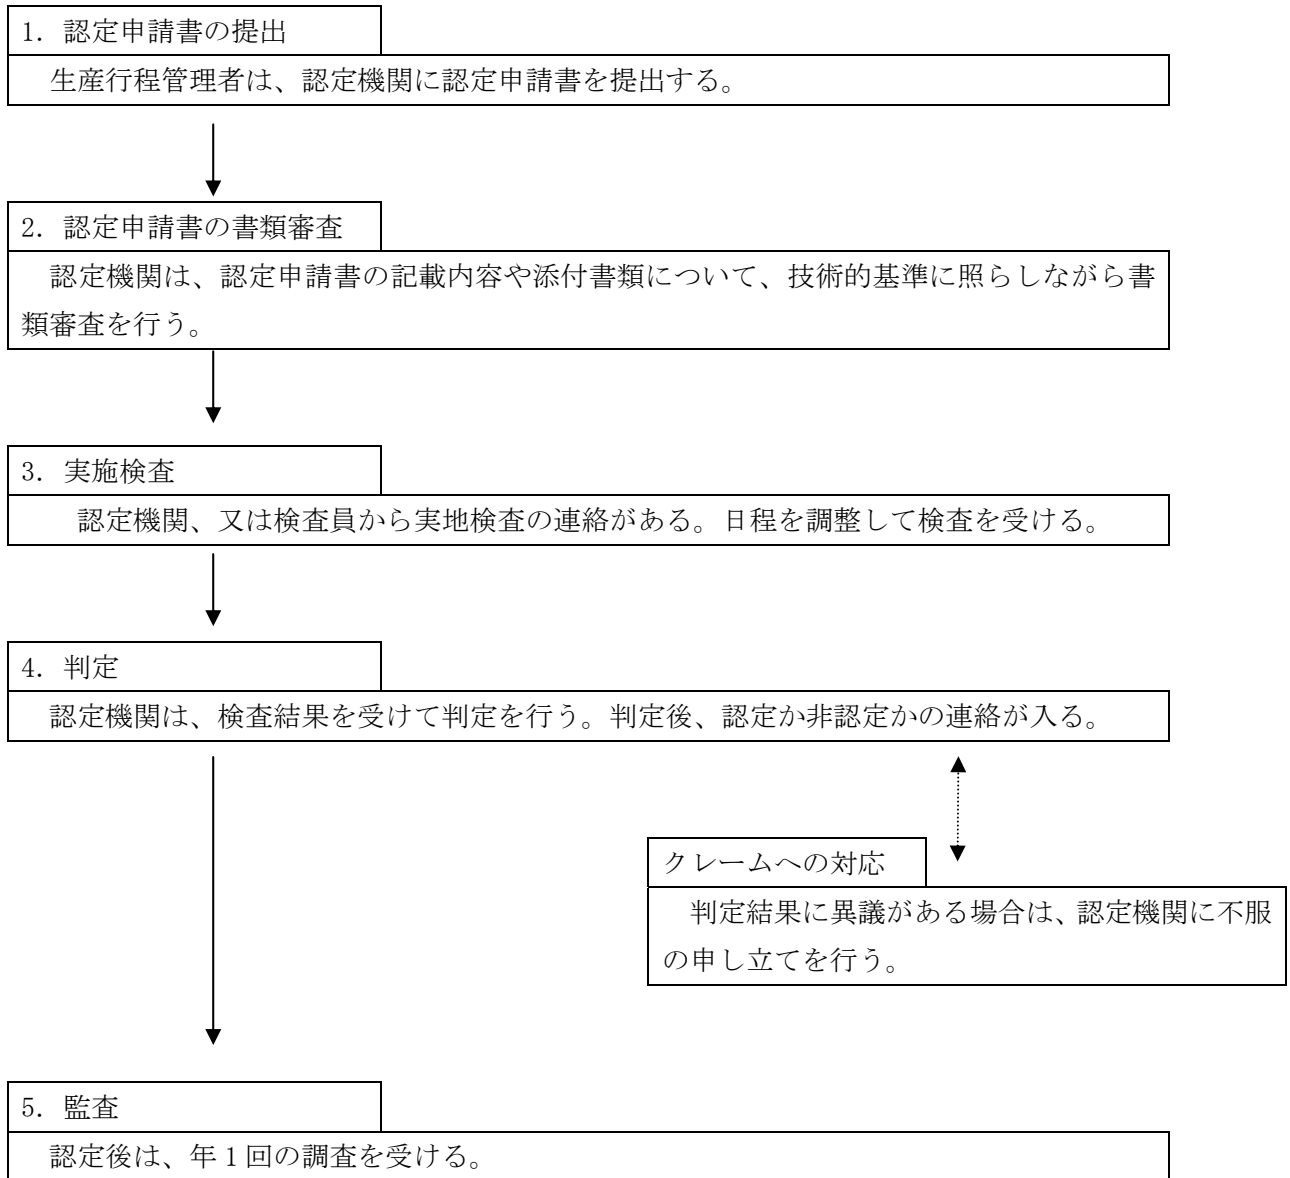 1. 認定申請書の提出
生産行程管理者は、認定機関に認定申請書を提出する。
2. 認定申請書の書類審査
認定機関は、認定申請書の記載内容や添付書類について、技術的基準に照らしながら書
類審査を行う。
3. 実施検査
認定機関、又は検査員から実地検査の連絡がある。日程を調整して検査を受ける。
4. 判定
認定機関は、検査結果を受けて判定を行う。判定後、認定か非認定かの連絡が入る。
クレームへの対応
判定結果に異議がある場合は、認定機関に不服
の申し立てを行う。
5. 監査
認定後は、年1回の調査を受ける。